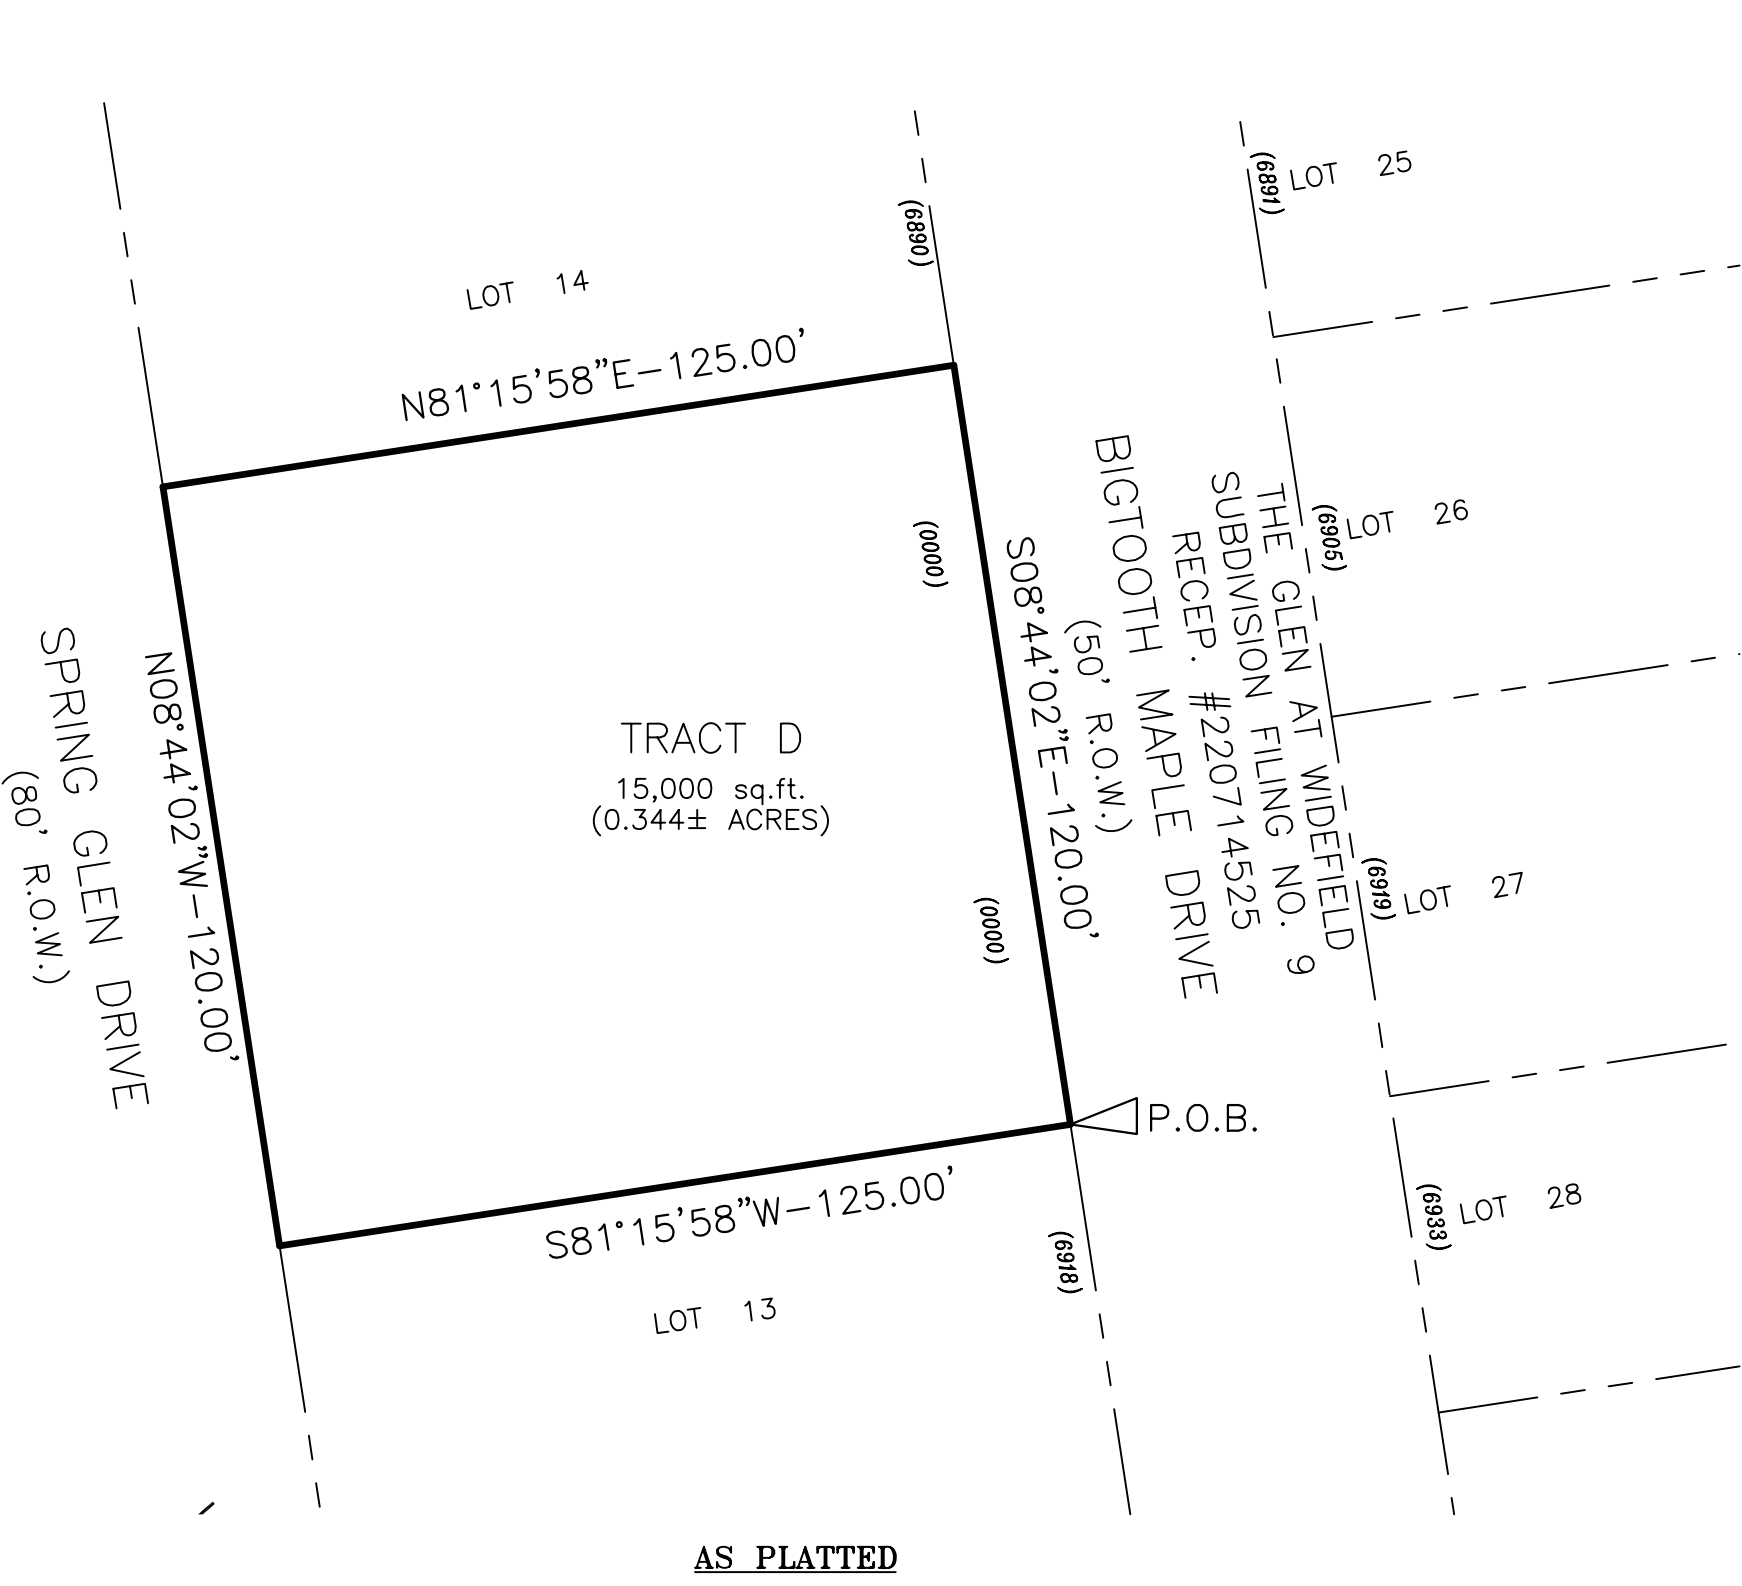 (6891)
LOT 25
(6890)
LOT 14
N81°15'58"E-125.00'
BIGTOOTH MAPLE DRIVE
(50' R.O.W.)
THE GLEN AT WIDEFIELD
SUBDIVISION FILING NO. 9
RECEP. #220714525
(6905)
LOT 26
(0000)
S08°44'02"E-120.00'
SPRING GLEN DRIVE
(80' R.O.W.)
N08°44'02"W-120.00'
TRACT D
15,000 sq.ft.
(0.344± ACRES)
(6919)
LOT 27
(0000)
P.O.B.
S81°15'58"W-125.00'
(6933)
LOT 28
(6918)
LOT 13
AS PLATTED